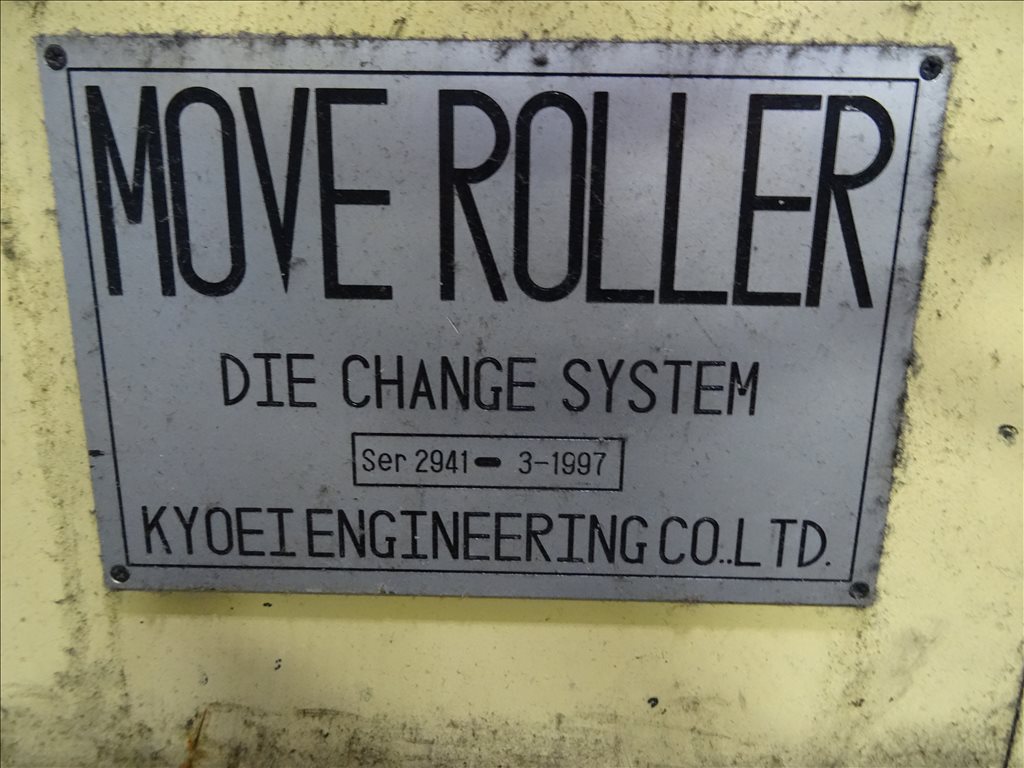 MOVE ROLLER
DIE CHANGE SYSTEM
Ser 2941 - 3-1997
KYOEI ENGINEERING CO.,LTD.